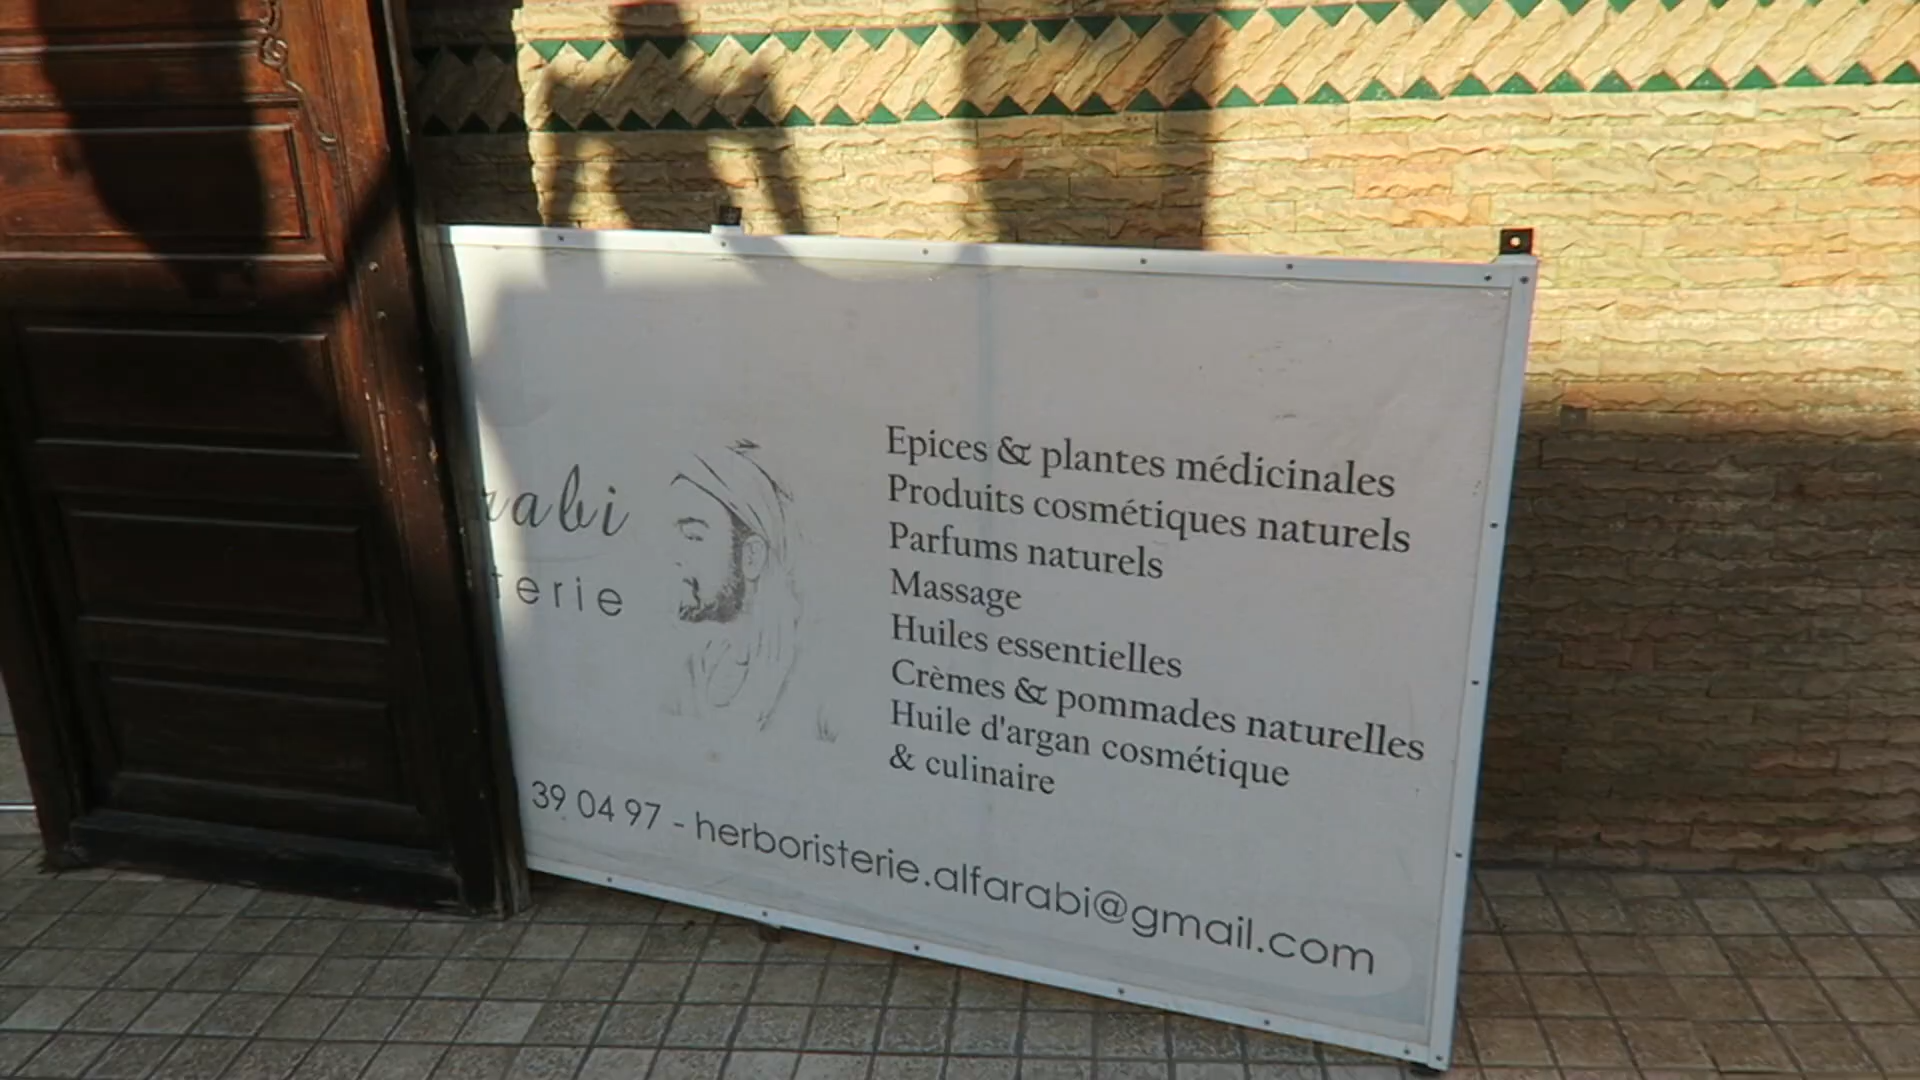 rabi
terie
Epices & plantes médicinales
Produits cosmétiques naturels
Parfums naturels
Massage
Huiles essentielles
Crèmes & pommades naturelles
Huile d'argan cosmétique
& culinaire
39 04 97 - herboristerie.alfarabi@gmail.com